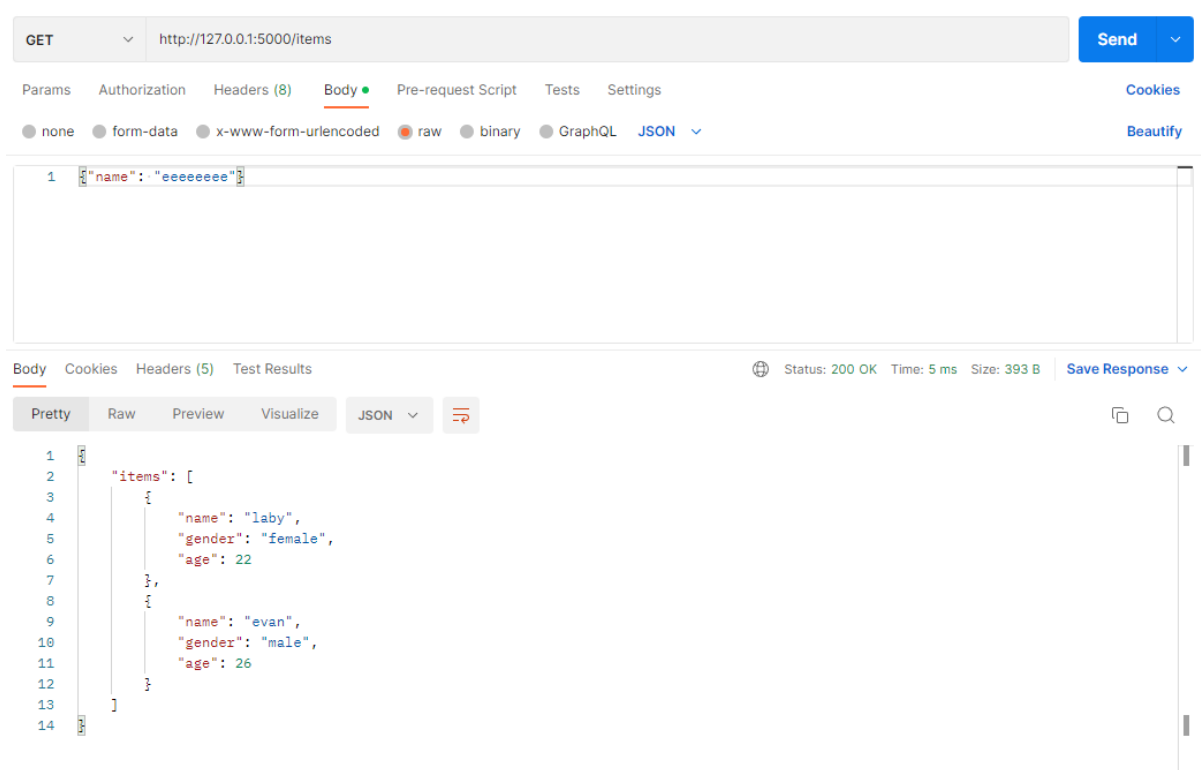 GET http://127.0.0.1:5000/items Send
Params Authorization Headers (8) Body Pre-request Script Tests Settings Cookies
none form-data x-www-form-urlencoded raw binary GraphQL JSON Beautify
1 {"name": "eeeeeeee"}
Body Cookies Headers (5) Test Results Status: 200 OK Time: 5 ms Size: 393 B Save Response
Pretty Raw Preview Visualize JSON
1 {
2 "items": [
3 {
4 "name": "laby",
5 "gender": "female",
6 "age": 22
7 },
8 {
9 "name": "evan",
10 "gender": "male",
11 "age": 26
12 }
13 ]
14 }